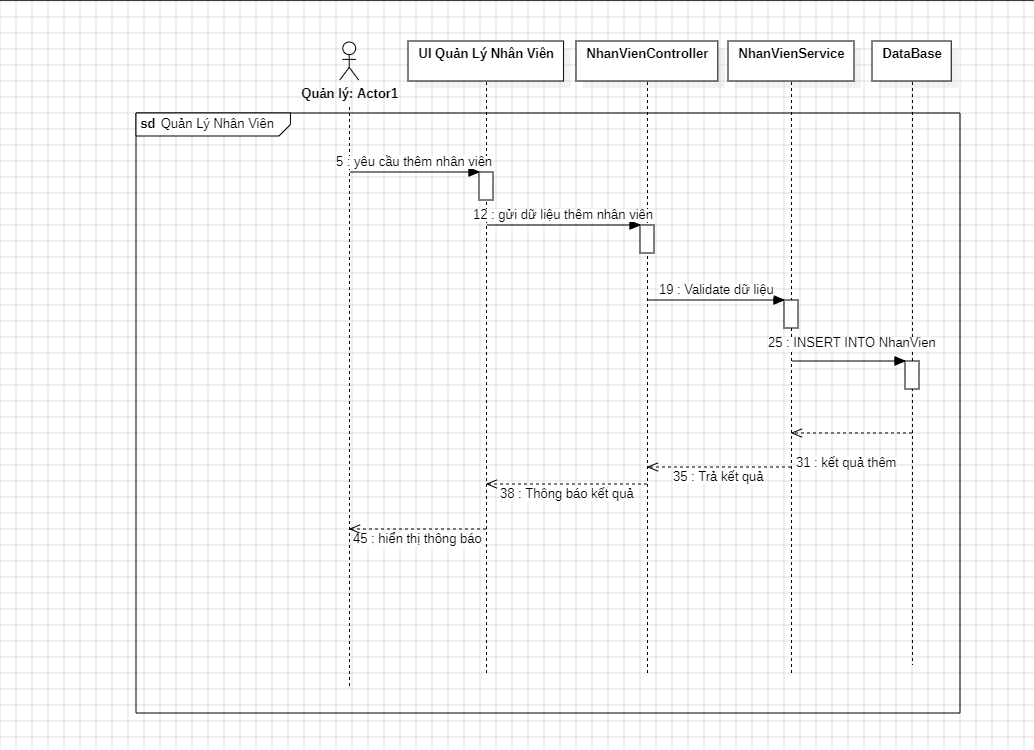 UI Quản Lý Nhân Viên
NhanVienController
NhanVienService
DataBase
Quản lý: Actor1
sd Quản Lý Nhân Viên
5 : yêu cầu thêm nhân viên
12 : gửi dữ liệu thêm nhân viên
19 : Validate dữ liệu
25 : INSERT INTO NhanVien
31 : kết quả thêm
35 : Trả kết quả
38 : Thông báo kết quả
45 : hiển thị thông báo